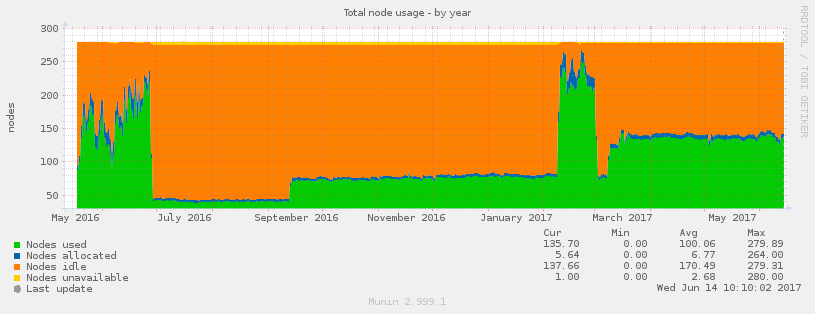 Total node usage - by year
RRDTOOL / TOBI OETIKER
nodes
300
250
200
150
100
50
May 2016 July 2016 September 2016 November 2016 January 2017 March 2017 May 2017
Cur Min Avg Max
Nodes used 135.70 0.00 100.06 279.89
Nodes allocated 5.64 0.00 6.77 264.00
Nodes idle 137.66 0.00 170.49 279.31
Nodes unavailable 1.00 0.00 2.68 280.00
Last update Wed Jun 14 10:10:02 2017
Munin 2.999.1